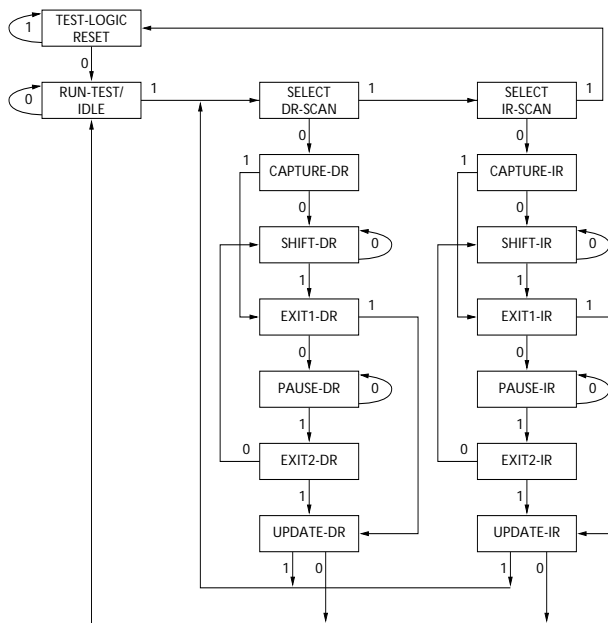 1
TEST-LOGIC
RESET
0
0
RUN-TEST/
IDLE
1
SELECT
DR-SCAN
1
SELECT
IR-SCAN
1
0
0
1
CAPTURE-DR
1
CAPTURE-IR
0
0
SHIFT-DR
0
SHIFT-IR
0
1
1
EXIT1-DR
1
EXIT1-IR
1
0
0
PAUSE-DR
0
PAUSE-IR
0
1
1
0
EXIT2-DR
0
EXIT2-IR
1
1
UPDATE-DR
UPDATE-IR
1
0
1
0